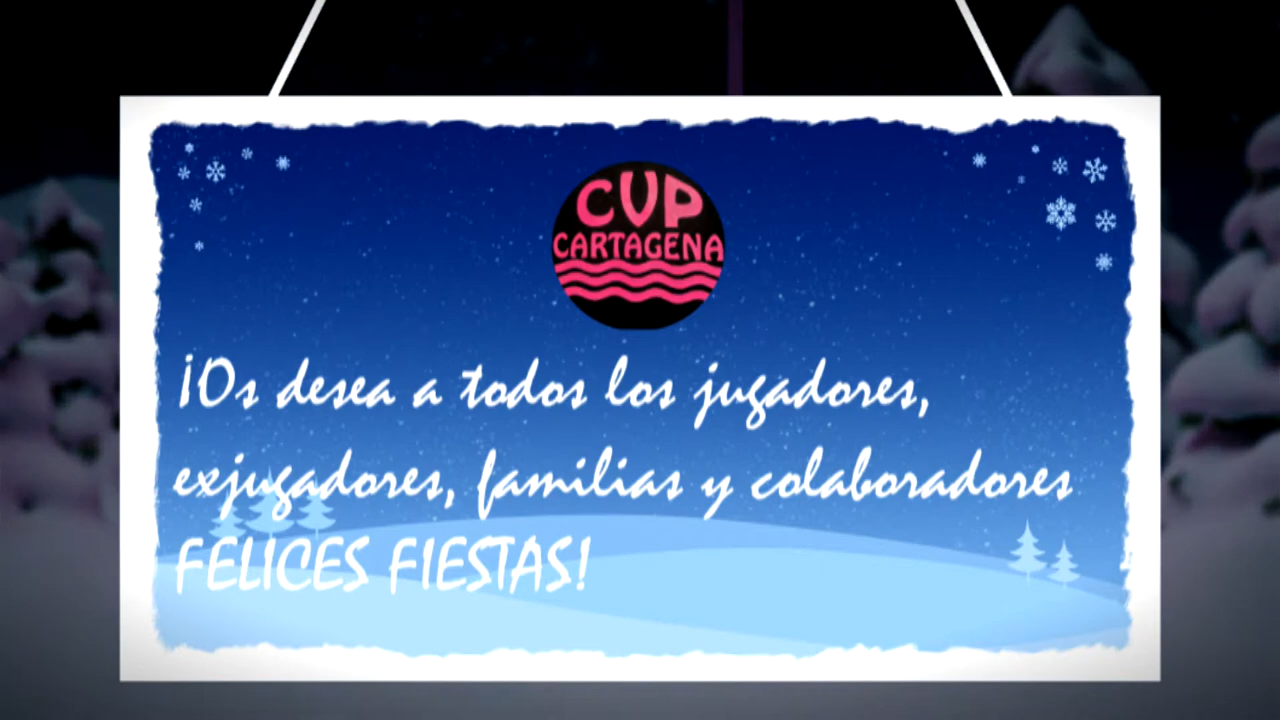 CVP
CARTAGENA
¡Os desea a todos los jugadores,
exjugadores, familias y colaboradores
FELICES FIESTAS!